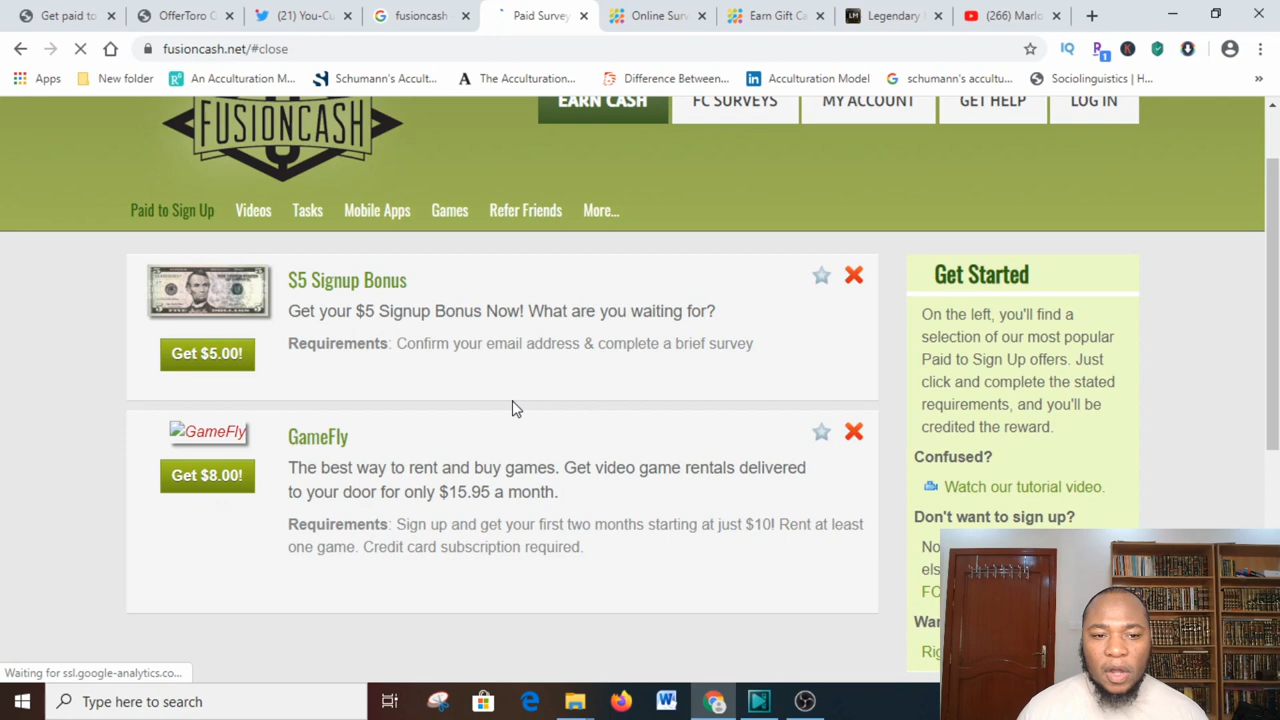 Get paid to
OfferToro C
(21) You-Cu
fusioncash -
Paid Survey
Online Surv
Earn Gift Ca
Legendary
(266) Marlo
fusioncash.net/#close
Apps
New folder
An Acculturation M...
Schumann's Accult...
The Acculturation...
Difference Between...
Acculturation Model
schumann's accultu...
Sociolinguistics | H...
EARN CASH
FC SURVEYS
MY ACCOUNT
GET HELP
LOG IN
FUSIONCASH
Paid to Sign Up
Videos
Tasks
Mobile Apps
Games
Refer Friends
More...
$5 Signup Bonus
Get your $5 Signup Bonus Now! What are you waiting for?
Get $5.00!
Requirements: Confirm your email address & complete a brief survey
GameFly
GameFly
The best way to rent and buy games. Get video game rentals delivered
to your door for only $15.95 a month.
Get $8.00!
Requirements: Sign up and get your first two months starting at just $10! Rent at least
one game. Credit card subscription required.
Get Started
On the left, you'll find a
selection of our most popular
Paid to Sign Up offers. Just
click and complete the stated
requirements, and you'll be
credited the reward.
Confused?
Watch our tutorial video.
Don't want to sign up?
No
els
FC
Wan
Rig
Waiting for ssl.google-analytics.co...
Type here to search